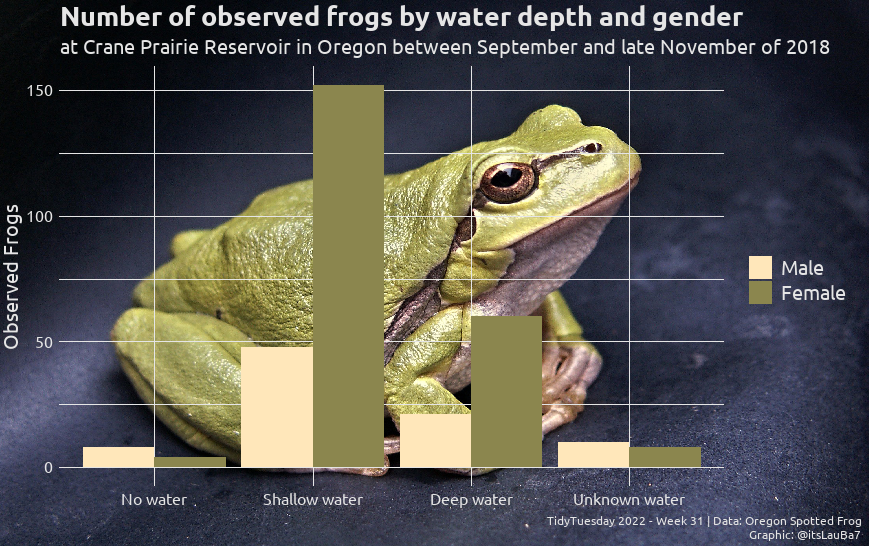 Number of observed frogs by water depth and gender
at Crane Prairie Reservoir in Oregon between September and late November of 2018
Observed Frogs
150
100
50
0
No water
Shallow water
Deep water
Unknown water
Male
Female
TidyTuesday 2022 - Week 31 | Data: Oregon Spotted Frog
Graphic: @itsLauBa7